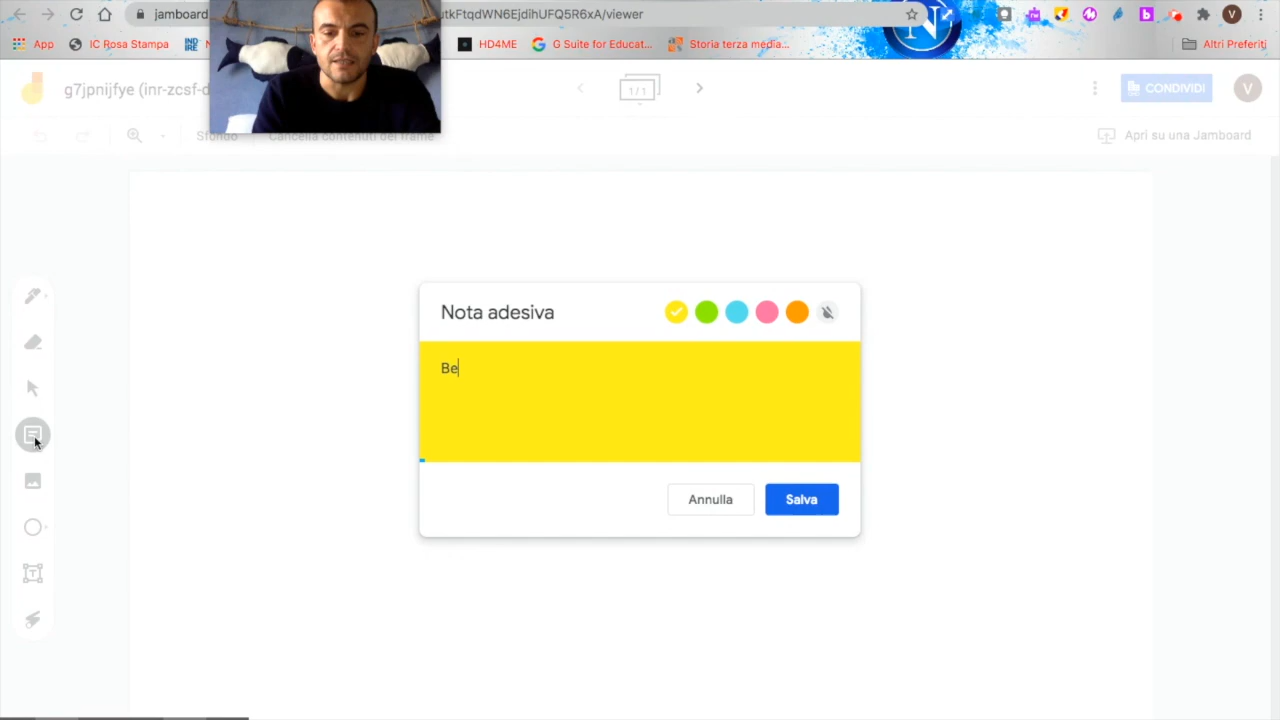 jamboard
utkFtqdWN6EjdihUFQ5R6xA/viewer
App
IC Rosa Stampa
HD4ME
G Suite for Educat...
Storia terza media...
Altri Preferiti
V
g7jpnijfye (inr-zcsf-d
1 / 1
CONDIVIDI
V
Sfondo
Cancella contenuti del frame
Apri su una Jamboard
Nota adesiva
Be
Annulla
Salva